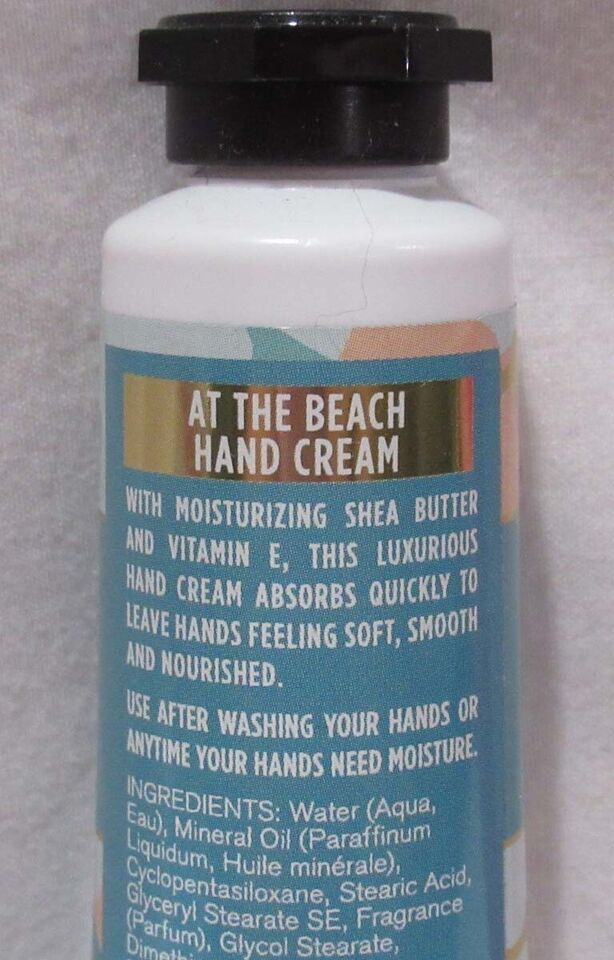 AT THE BEACH
HAND CREAM
WITH MOISTURIZING SHEA BUTTER
AND VITAMIN E, THIS LUXURIOUS
HAND CREAM ABSORBS QUICKLY TO
LEAVE HANDS FEELING SOFT, SMOOTH
AND NOURISHED.
USE AFTER WASHING YOUR HANDS OR
ANYTIME YOUR HANDS NEED MOISTURE.
INGREDIENTS: Water (Aqua,
Eau), Mineral Oil (Paraffinum
Liquidum, Huile minérale),
Cyclopentasiloxane, Stearic Acid,
Glyceryl Stearate SE, Fragrance
(Parfum), Glycol Stearate,